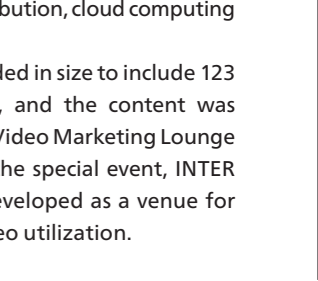 bution, cloud computing
ded in size to include 123
, and the content was
Video Marketing Lounge
he special event, INTER
eveloped as a venue for
eo utilization.